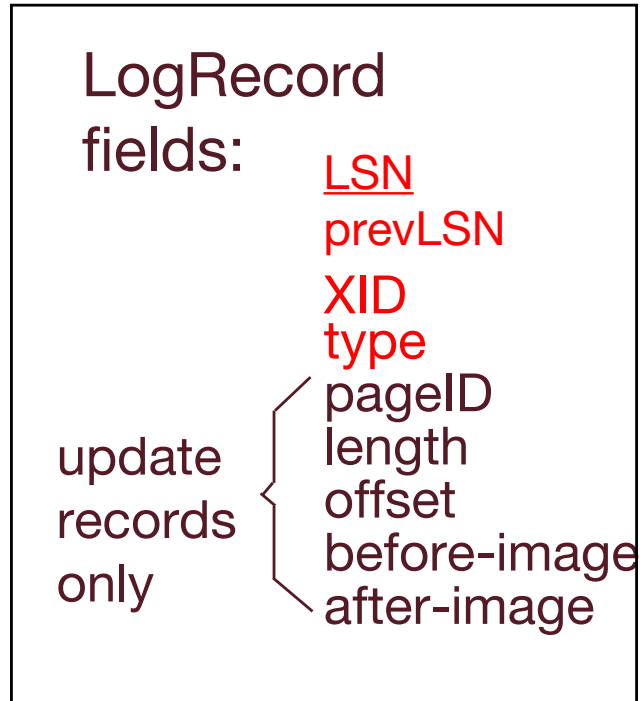 LogRecord
fields:
LSN
prevLSN
XID
type
pageID
length
offset
before-image
after-image
update
records
only